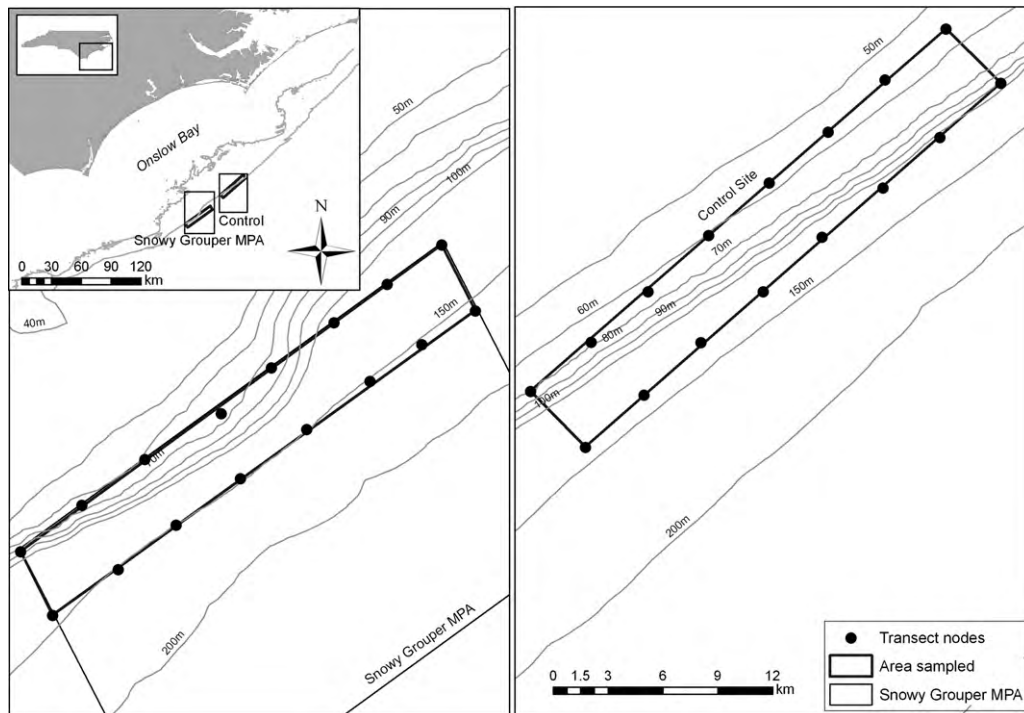 Onslow Bay
Control
Snowy Grouper MPA
N
0 30 60 90 120
km
50m
100m
90m
40m
150m
70m
200m
Snowy Grouper MPA
50m
Control Site
60m
70m
80m
90m
100m
150m
200m
0 1.5 3 6 9 12
km
Transect nodes
Area sampled
Snowy Grouper MPA